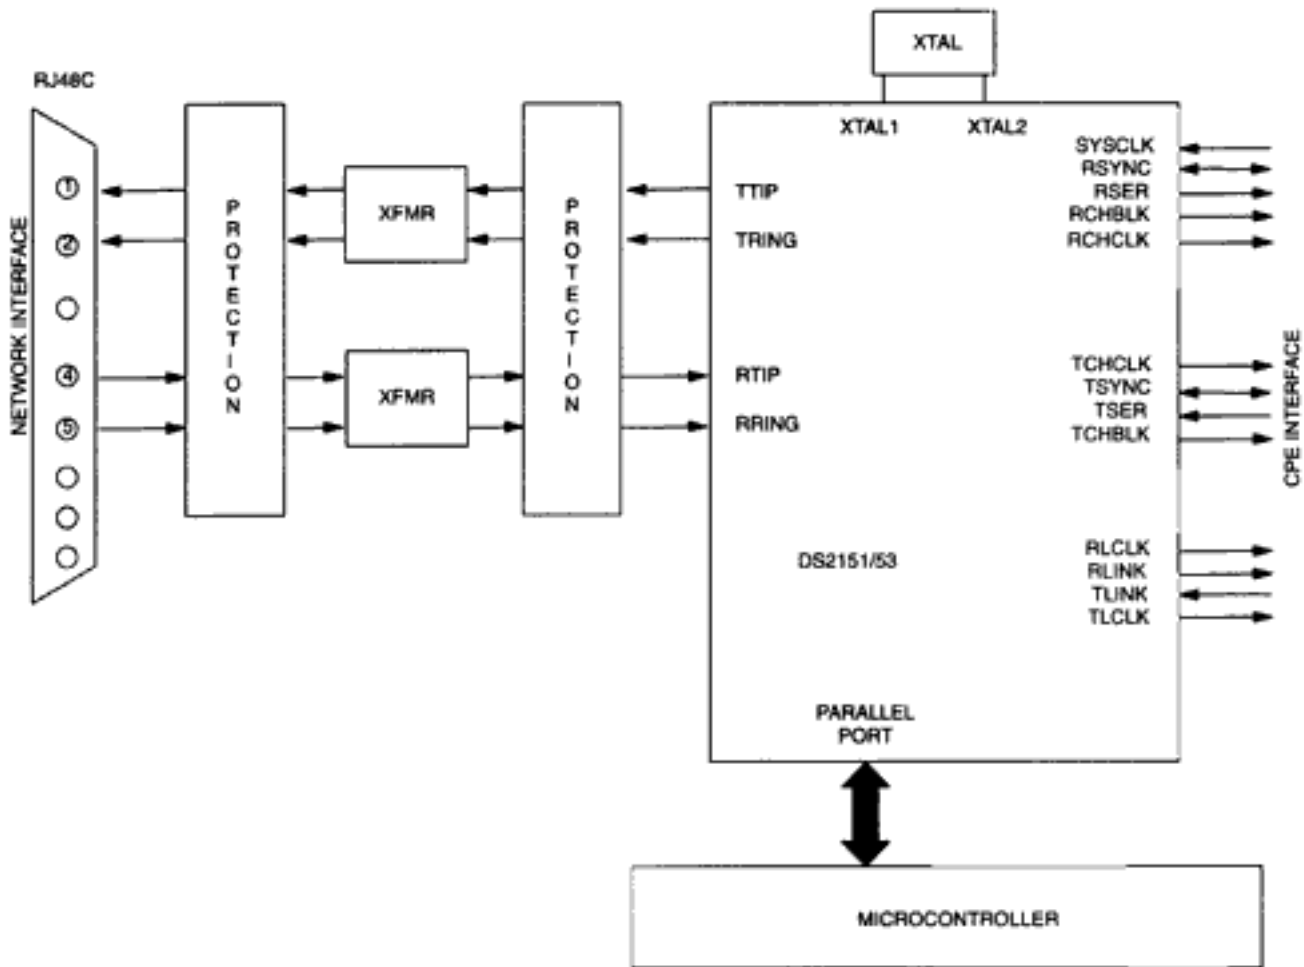 XTAL
RJ48C
XTAL1
XTAL2
NETWORK INTERFACE
1
2
4
5
PROTECTION
XFMR
XFMR
PROTECTION
TTIP
TRING
RTIP
RRING
SYSCLK
RSYNC
RSER
RCHBLK
RCHCLK
TCHCLK
TSYNC
TSER
TCHBLK
RLCLK
RLINK
TLINK
TLCLK
CPE INTERFACE
DS2151/53
PARALLEL
PORT
MICROCONTROLLER